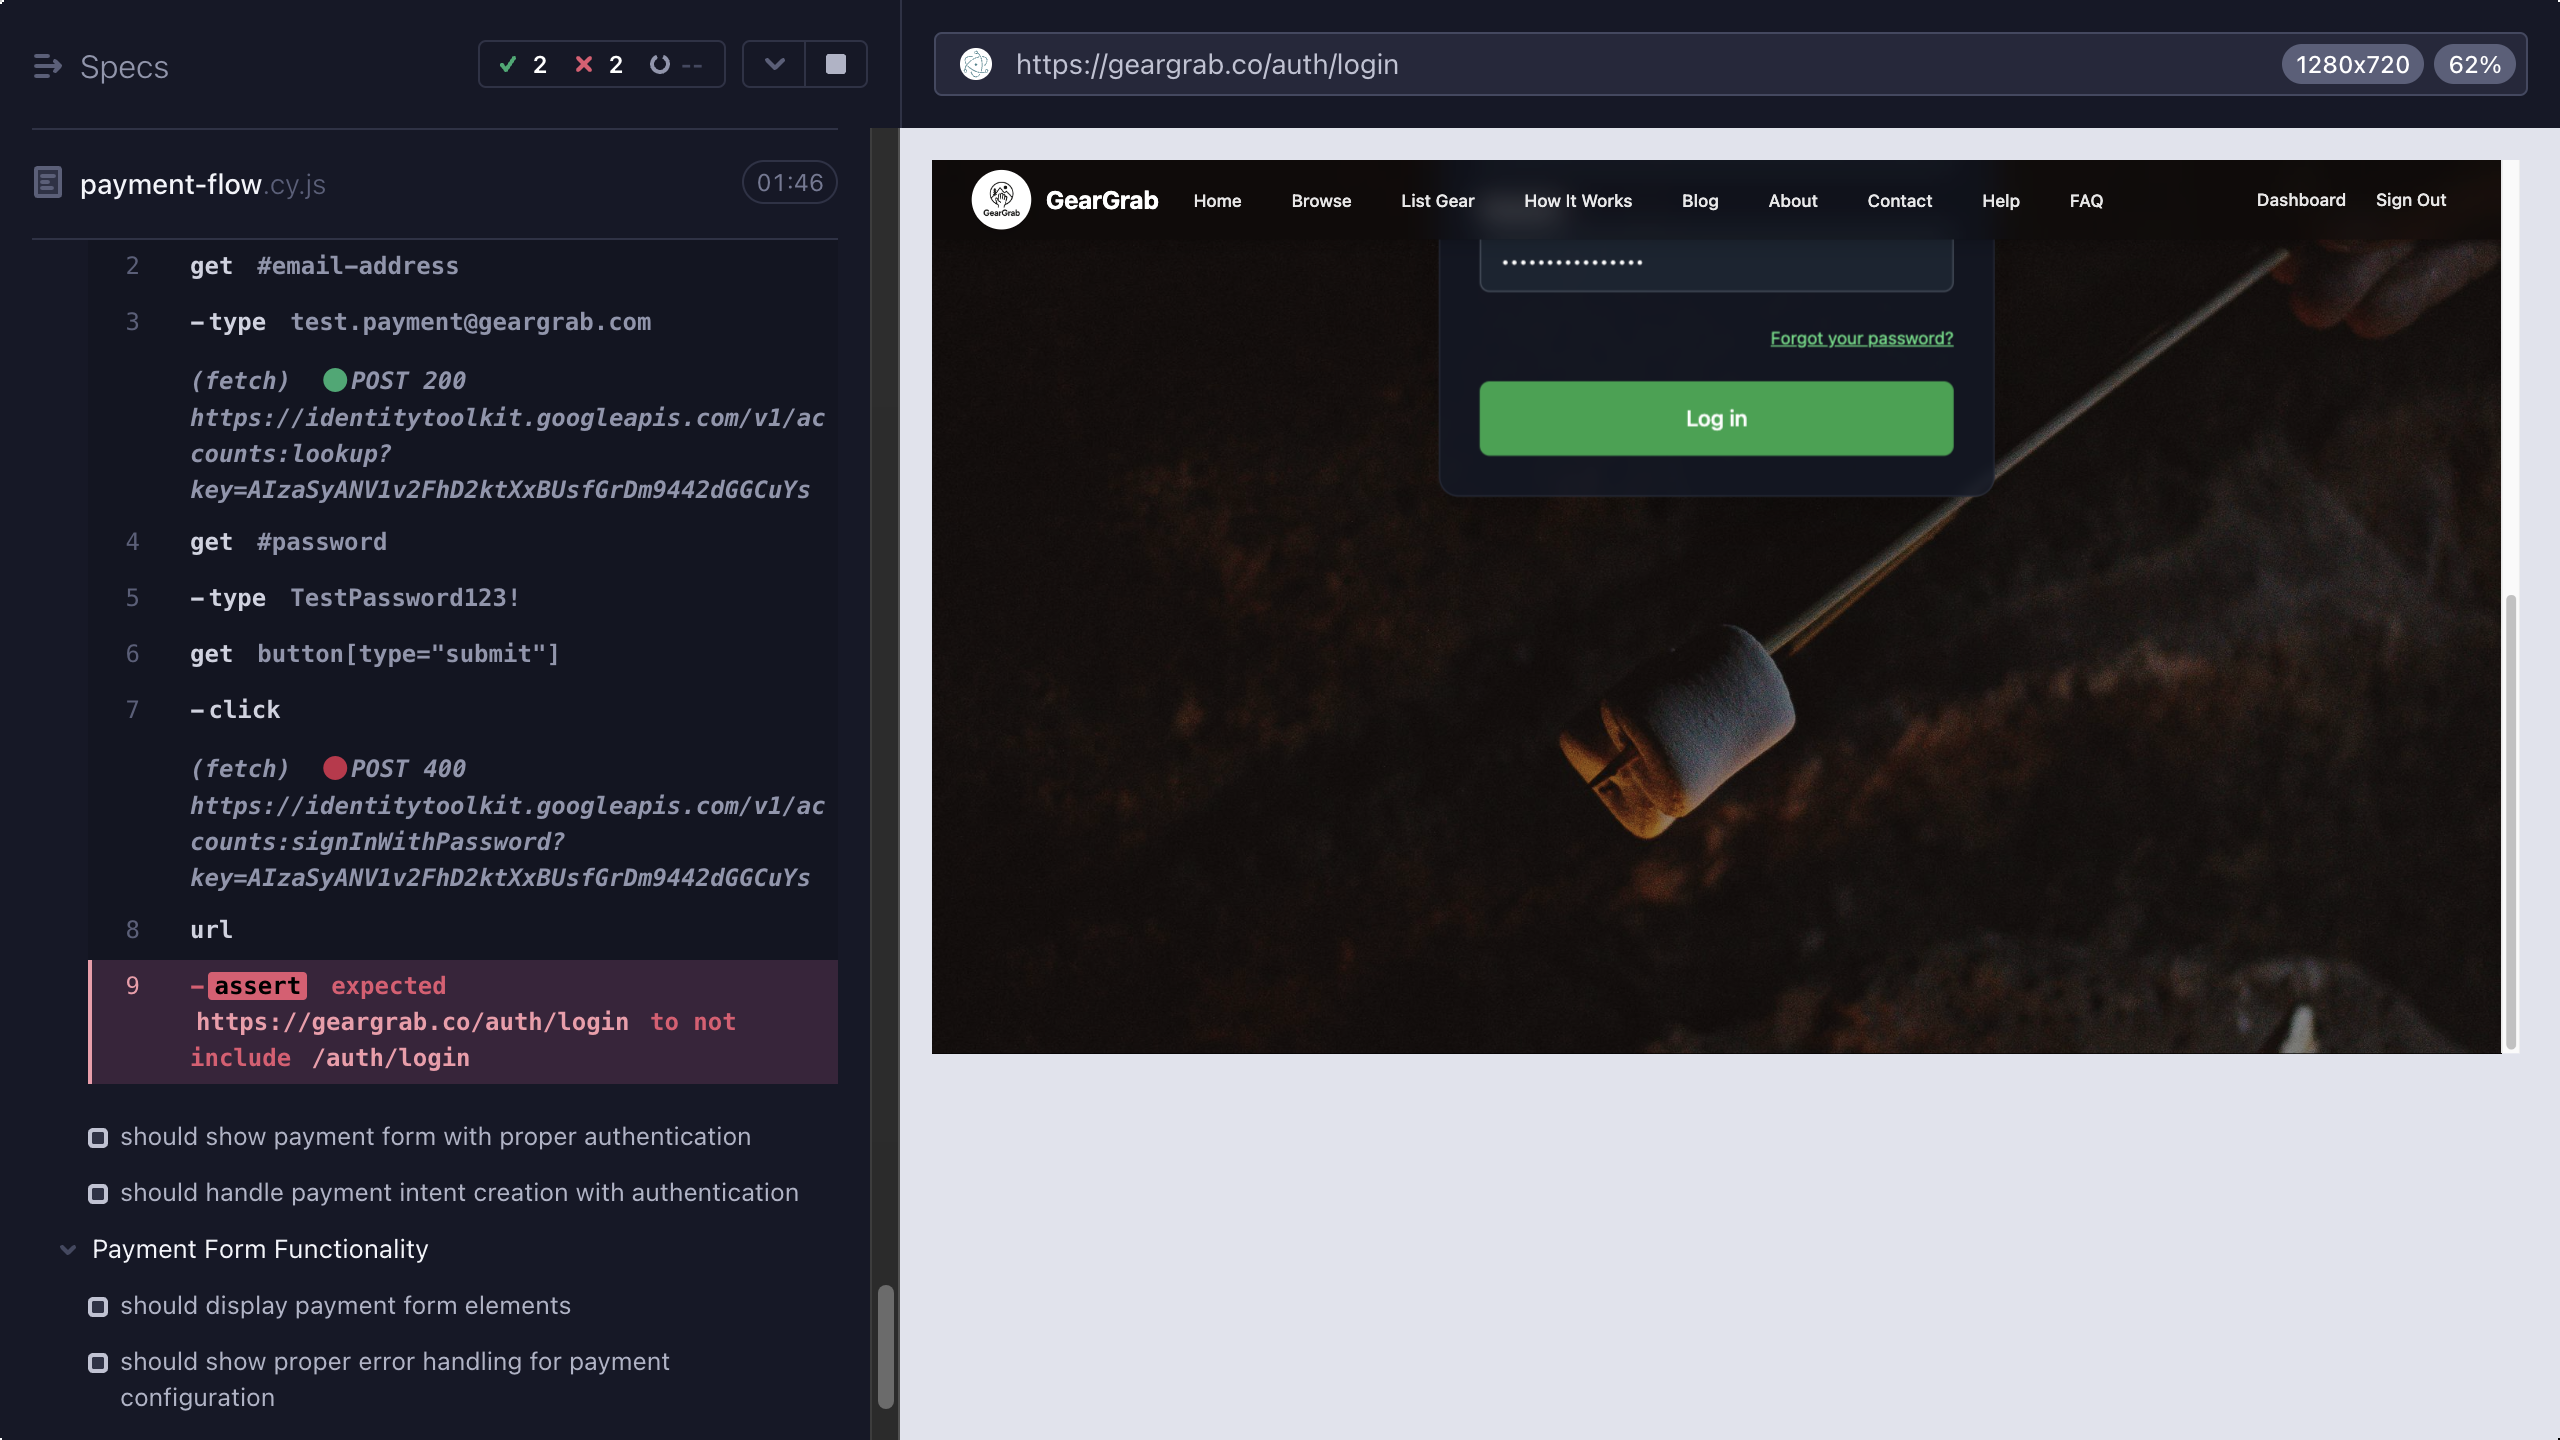 Specs
2
2
--
payment-flow.cy.js
01:46
2 get #email-address
3 -type test.payment@geargrab.com
(fetch) POST 200
https://identitytoolkit.googleapis.com/v1/ac
counts:lookup?
key=AIzaSyANV1v2FhD2ktXxBUsfGrDm9442dGGCuYs
4 get #password
5 -type TestPassword123!
6 get button[type="submit"]
7 -click
(fetch) POST 400
https://identitytoolkit.googleapis.com/v1/ac
counts:signInWithPassword?
key=AIzaSyANV1v2FhD2ktXxBUsfGrDm9442dGGCuYs
8 url
9 -assert expected
https://geargrab.co/auth/login to not
include /auth/login
should show payment form with proper authentication
should handle payment intent creation with authentication
Payment Form Functionality
should display payment form elements
should show proper error handling for payment
configuration
https://geargrab.co/auth/login
1280x720
62%
GearGrab
GearGrab
Home
Browse
List Gear
How It Works
Blog
About
Contact
Help
FAQ
Dashboard
Sign Out
Forgot your password?
Log in